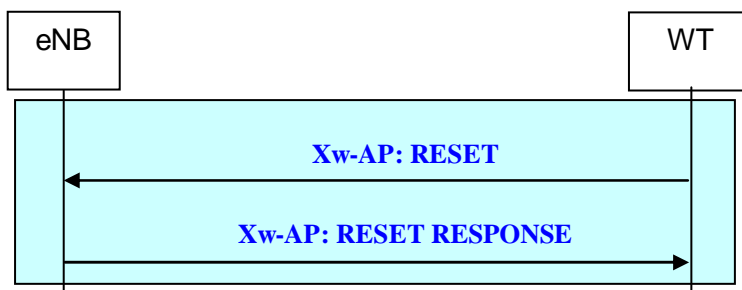 eNB
WT
Xw-AP: RESET
Xw-AP: RESET RESPONSE